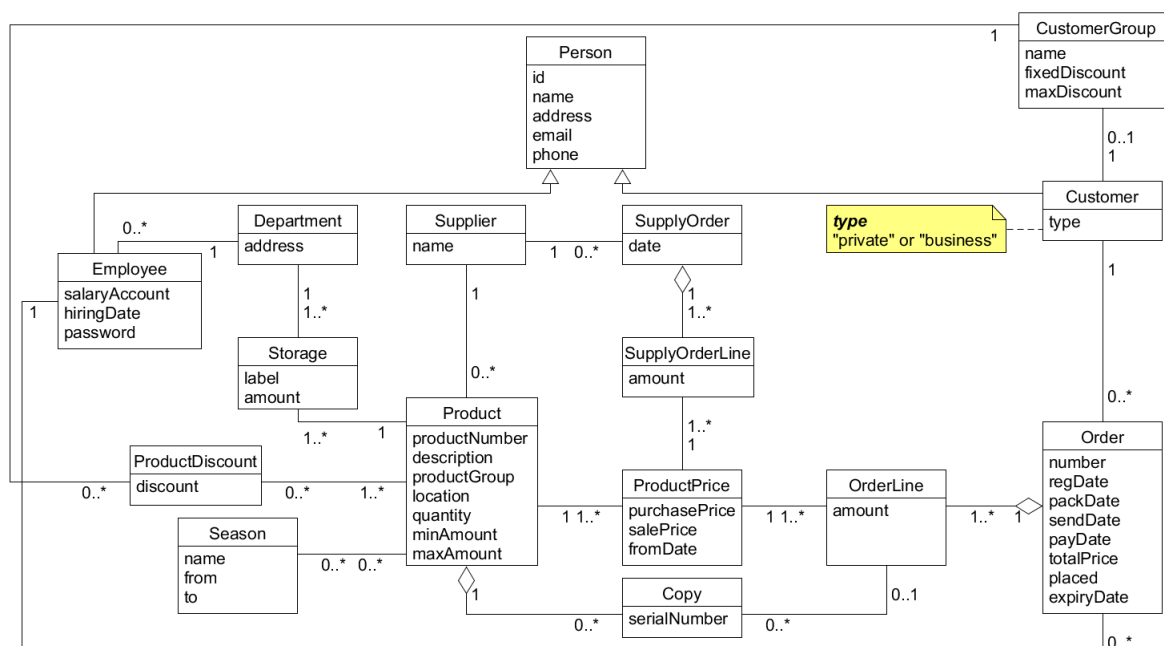 CustomerGroup
name
fixedDiscount
maxDiscount
1
Person
id
name
address
email
phone
0..1
1
Customer
type
type
"private" or "business"
0..*
1
Department
address
Supplier
name
1 0..*
SupplyOrder
date
Employee
salaryAccount
hiringDate
password
1
1
1..*
1
1
1..*
1
Storage
label
amount
SupplyOrderLine
amount
0..*
0..*
1..*
1
Product
productNumber
description
productGroup
location
quantity
minAmount
maxAmount
1..*
1
Order
number
regDate
packDate
sendDate
payDate
totalPrice
placed
expiryDate
ProductDiscount
discount
0..*
0..* 1..*
ProductPrice
purchasePrice
salePrice
fromDate
1 1..*
OrderLine
amount
1 1..*
1..* 1
Season
name
from
to
0..* 0..*
1
0..*
Copy
serialNumber
0..*
0..1
0..*